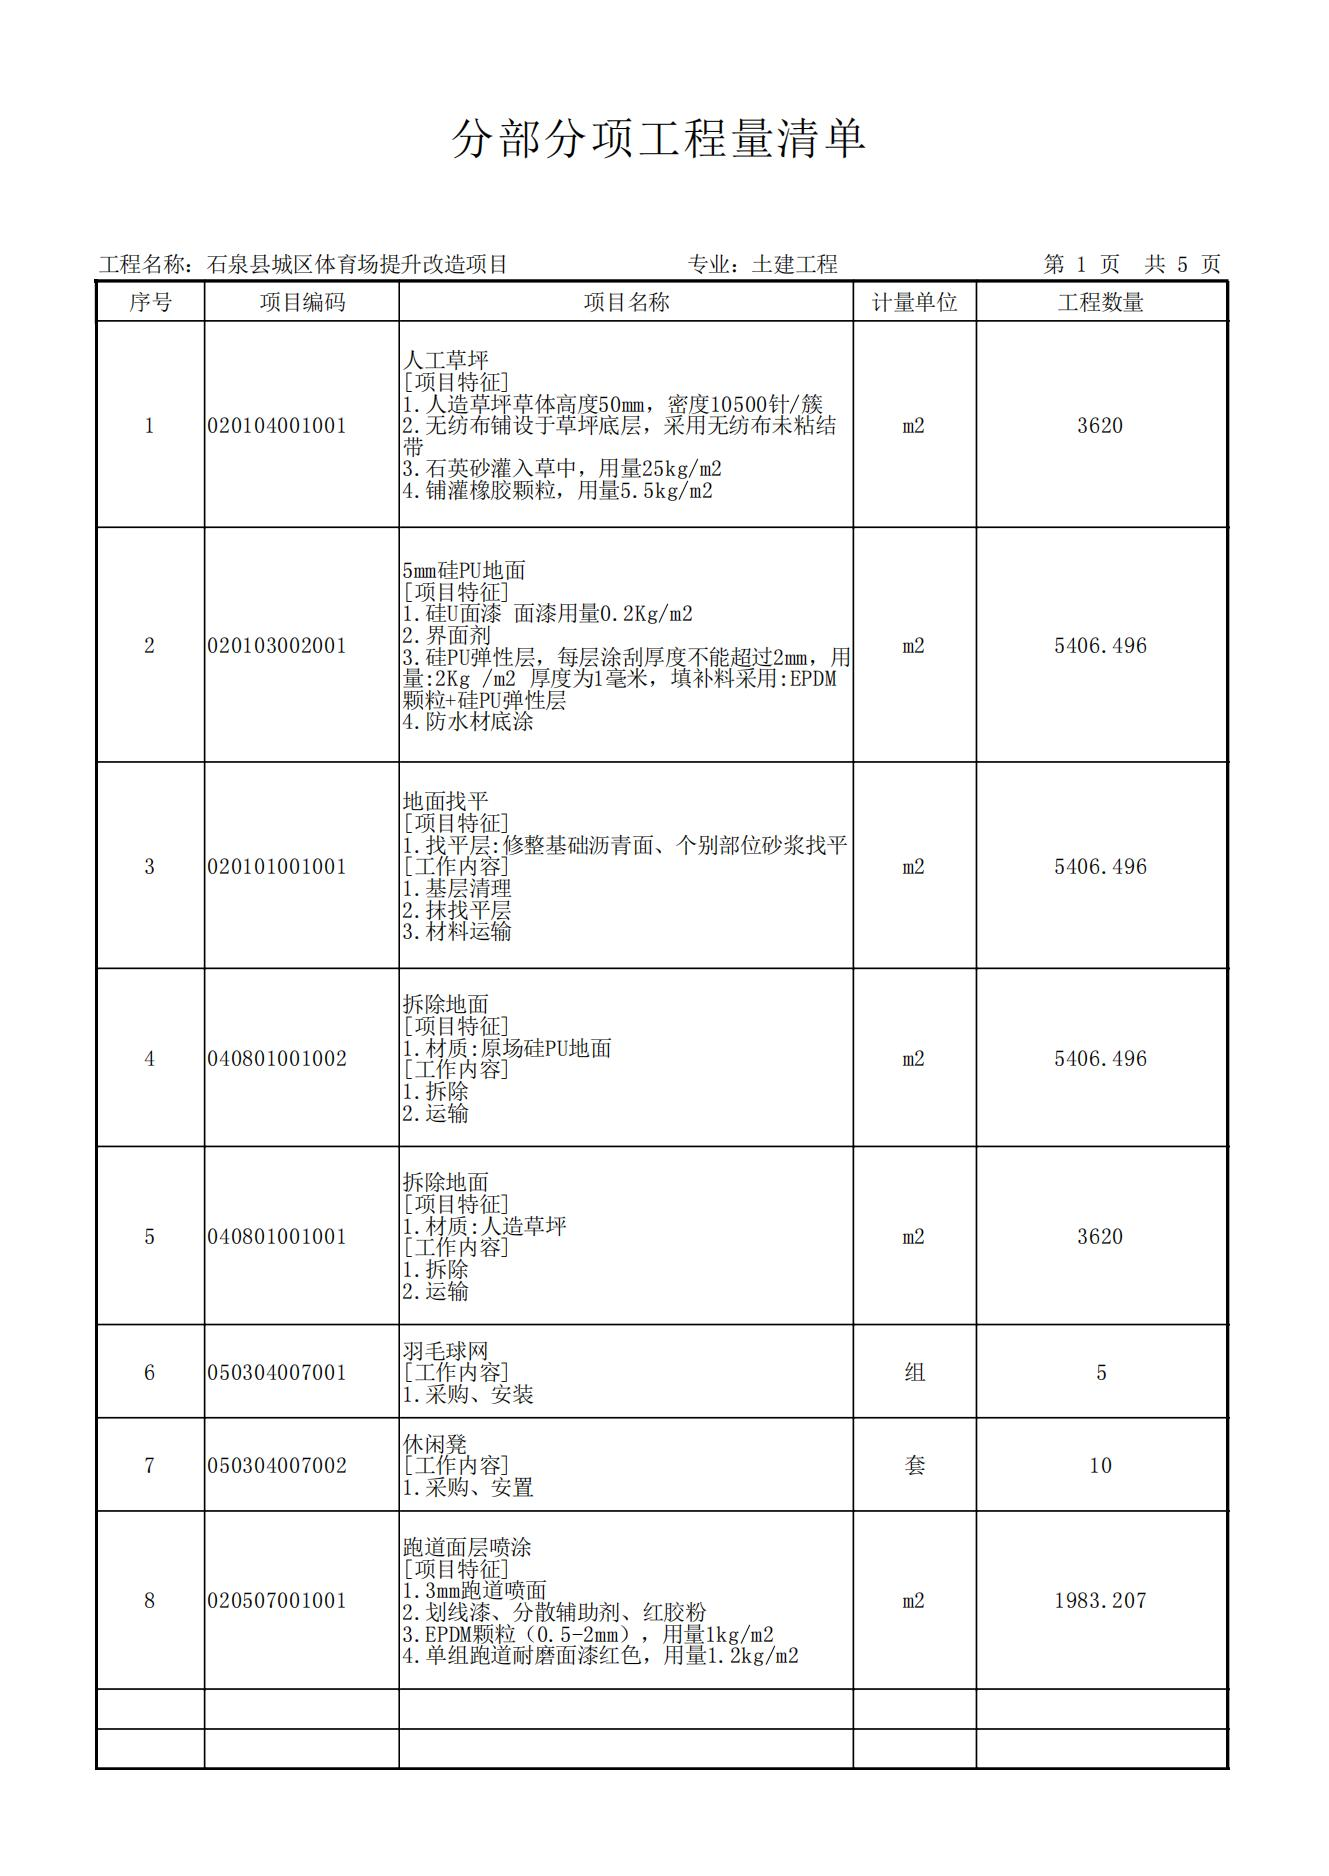 分部分项工程量清单
工程名称：石泉县城区体育场提升改造项目 专业：土建工程 第 1 页 共 5 页
序号 项目编码 项目名称 计量单位 工程数量
人工草坪
[项目特征]
1.人造草坪草体高度50mm，密度10500针/簇
1 020104001001 2.无纺布铺设于草坪底层，采用无纺布未粘结 m2 3620
带
3.石英砂灌入草中，用量25kg/m2
4.铺灌橡胶颗粒，用量5.5kg/m2
5mm硅PU地面
[项目特征]
1.硅U面漆 面漆用量0.2Kg/m2
2.界面剂
2 020103002001 m2 5406.496
3.硅PU弹性层，每层涂刮厚度不能超过2mm，用
量:2Kg /m2 厚度为1毫米，填补料采用:EPDM
颗粒+硅PU弹性层
4.防水材底涂
地面找平
[项目特征]
1.找平层:修整基础沥青面、个别部位砂浆找平
3 020101001001 [工作内容] m2 5406.496
1.基层清理
2.抹找平层
3.材料运输
拆除地面
[项目特征]
1.材质:原场硅PU地面
4 040801001002 [工作内容] m2 5406.496
1.拆除
2.运输
拆除地面
[项目特征]
1.材质:人造草坪
5 040801001001 [工作内容] m2 3620
1.拆除
2.运输
羽毛球网
6 050304007001 [工作内容] 组 5
1.采购、安装
休闲凳
7 050304007002 [工作内容] 套 10
1.采购、安置
跑道面层喷涂
[项目特征]
1.3mm跑道喷面
8 020507001001 2.划线漆、分散辅助剂、红胶粉 m2 1983.207
3.EPDM颗粒（0.5-2mm），用量1kg/m2
4.单组跑道耐磨面漆红色，用量1.2kg/m2